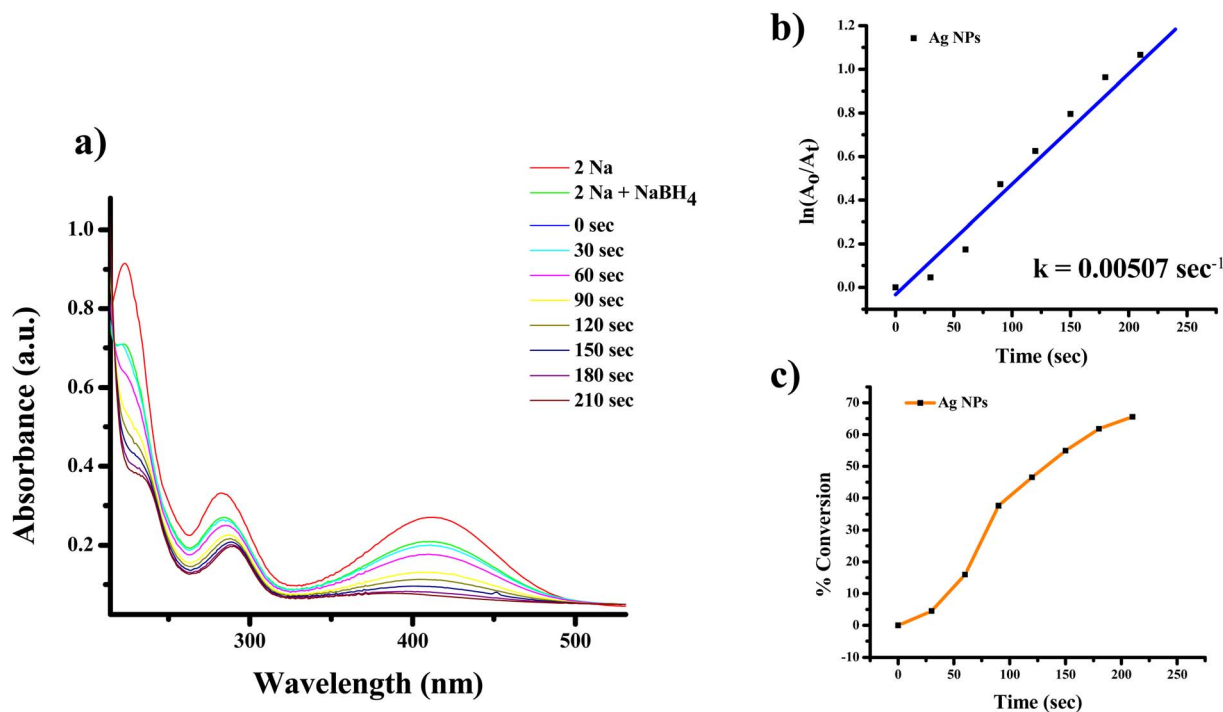 a)
2 Na
2 Na + NaBH4
0 sec
30 sec
60 sec
90 sec
120 sec
150 sec
180 sec
210 sec
1.0
0.8
0.6
0.4
0.2
Absorbance (a.u.)
300
400
500
Wavelength (nm)
b)
Ag NPs
1.2
1.0
0.8
0.6
0.4
0.2
0.0
ln(Ao/At)
k = 0.00507 sec-1
0
50
100
150
200
250
Time (sec)
c)
Ag NPs
70
60
50
40
30
20
10
0
-10
% Conversion
0
50
100
150
200
250
Time (sec)